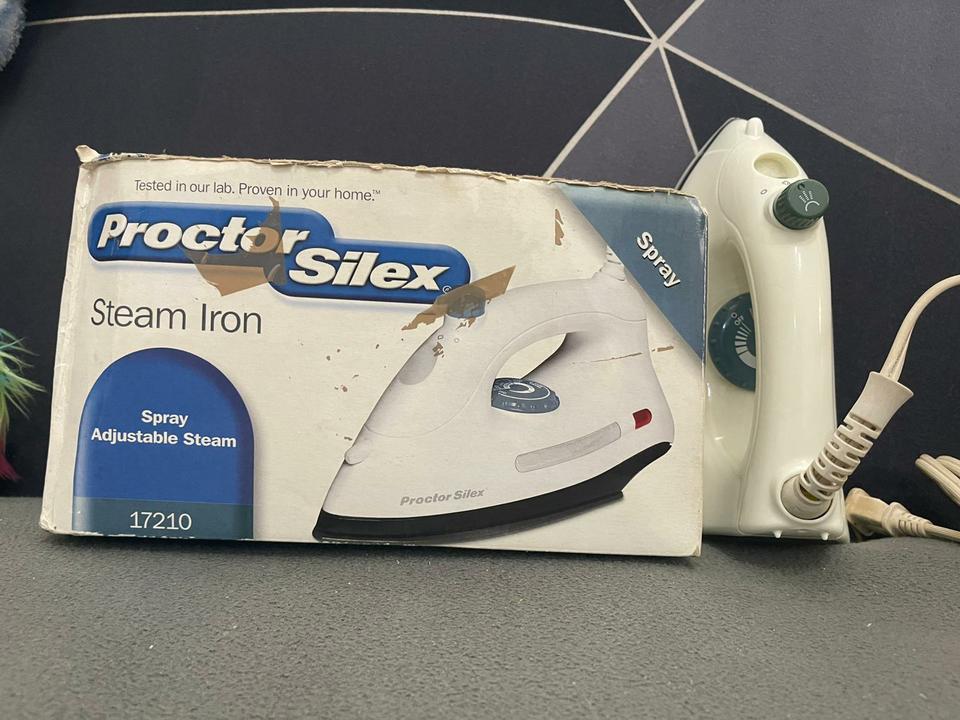 Tested in our lab. Proven in your home.™
Proctor
Silex
Steam Iron
Spray
Spray
Adjustable Steam
17210
Proctor Silex
OFF